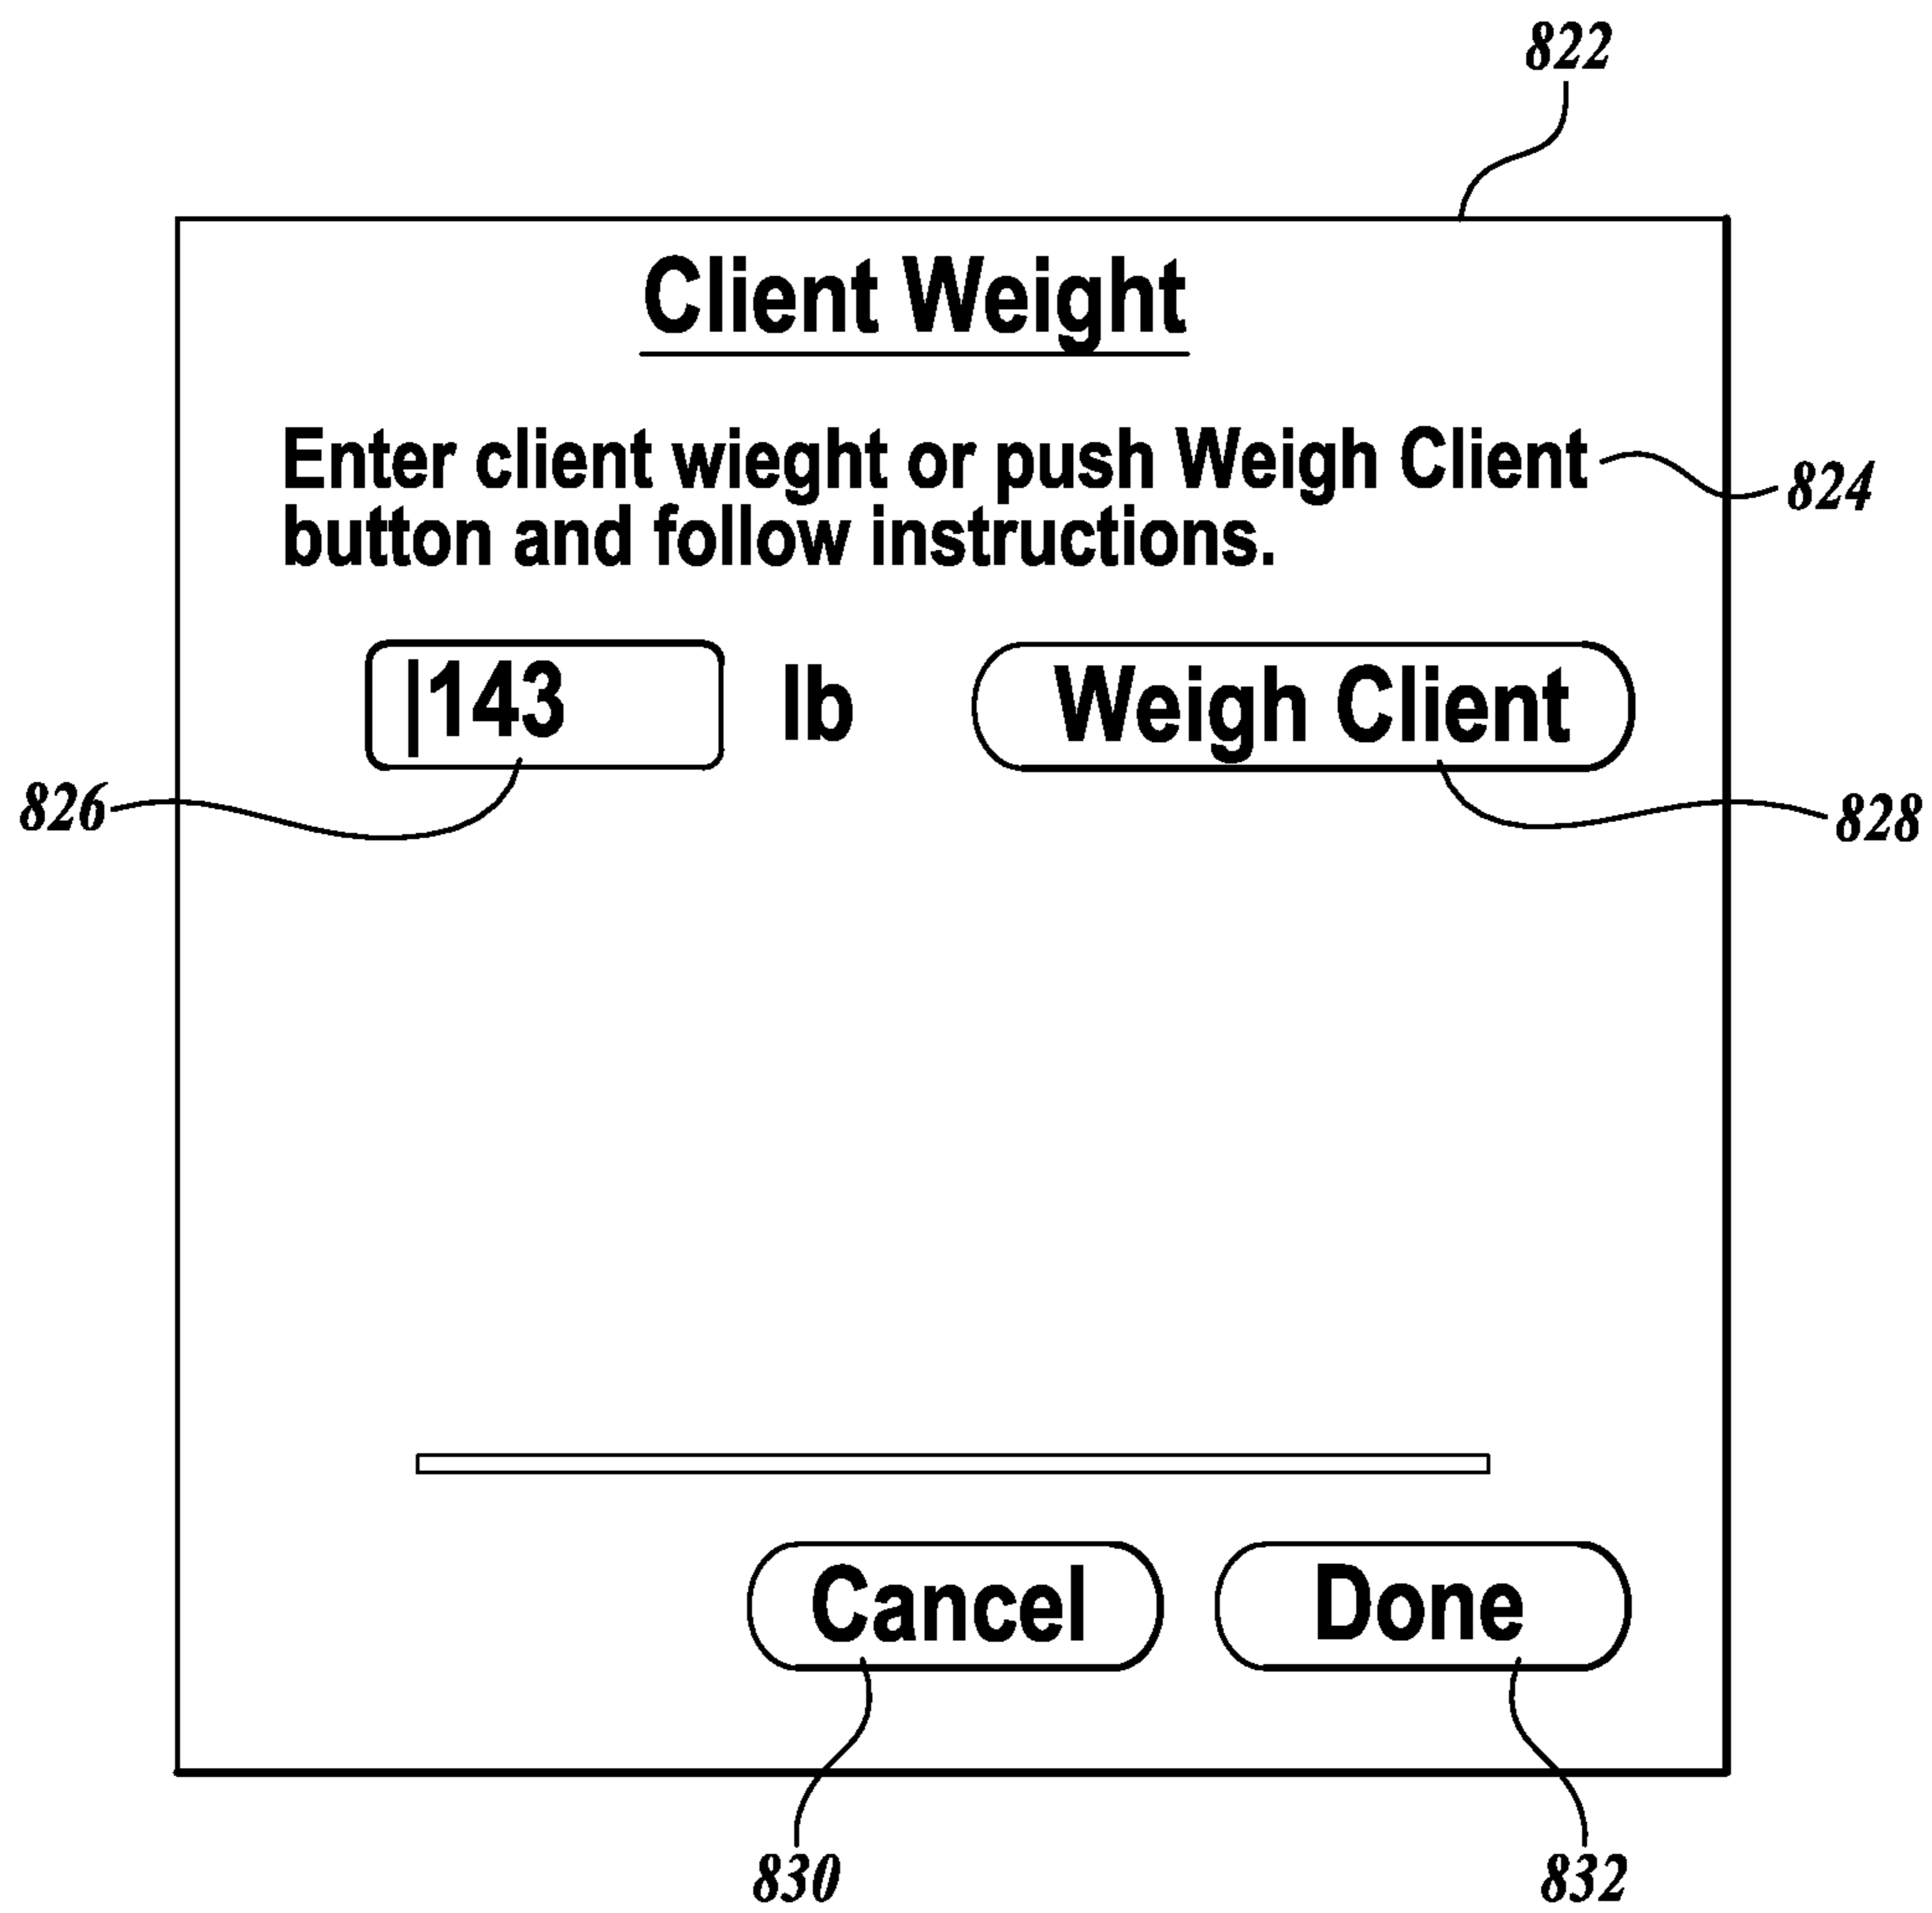 822
Client Weight
Enter client wieght or push Weigh Client
824
button and follow instructions.
|143 lb Weigh Client
826
828
Cancel Done
830
832